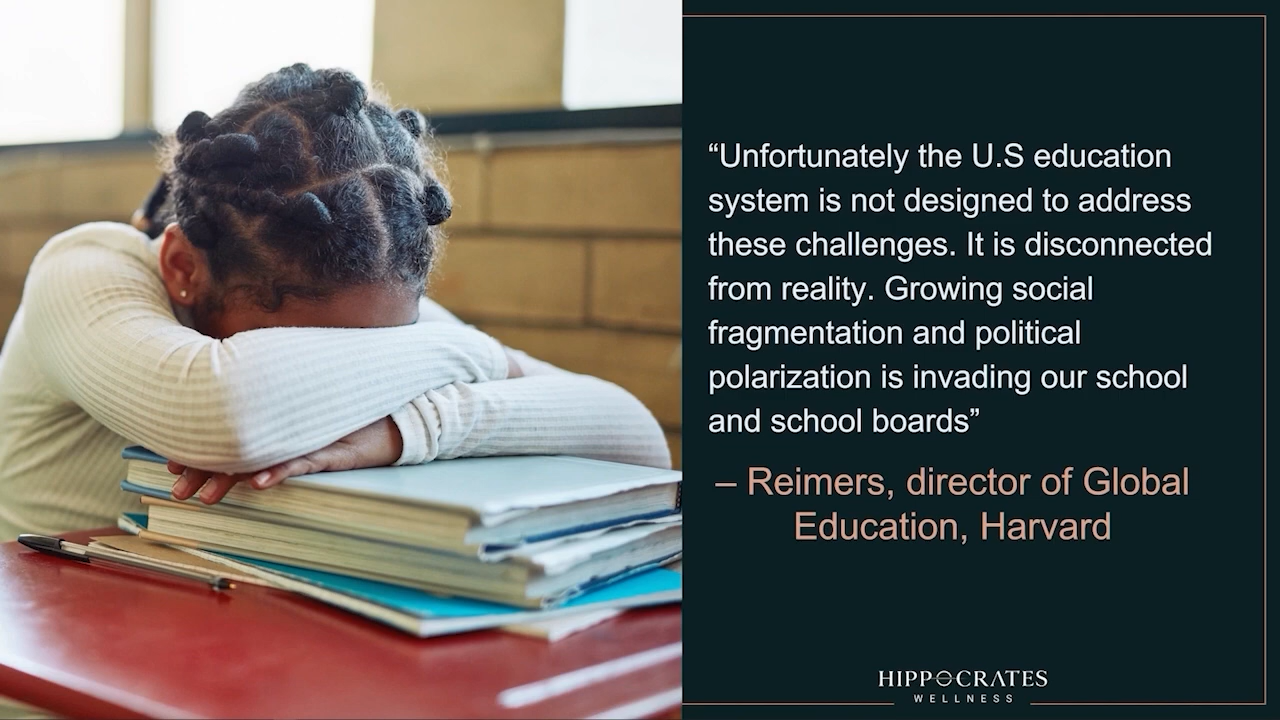 “Unfortunately the U.S education
system is not designed to address
these challenges. It is disconnected
from reality. Growing social
fragmentation and political
polarization is invading our school
and school boards”
– Reimers, director of Global
Education, Harvard
HIPPOCRATES
WELLNESS